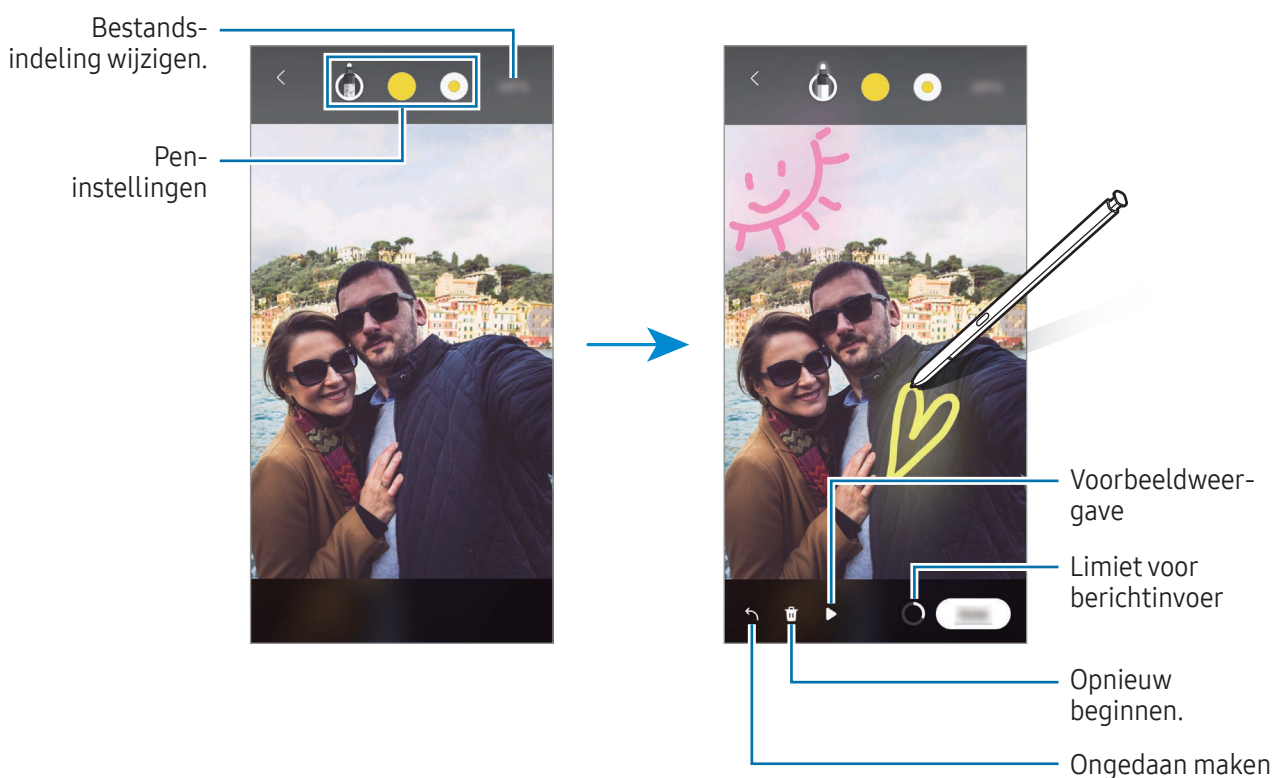 Bestands-
indeling wijzigen.
Pen-
instellingen
Voorbeeldweer-
gave
Limiet voor
berichtinvoer
Opnieuw
beginnen.
Ongedaan maken